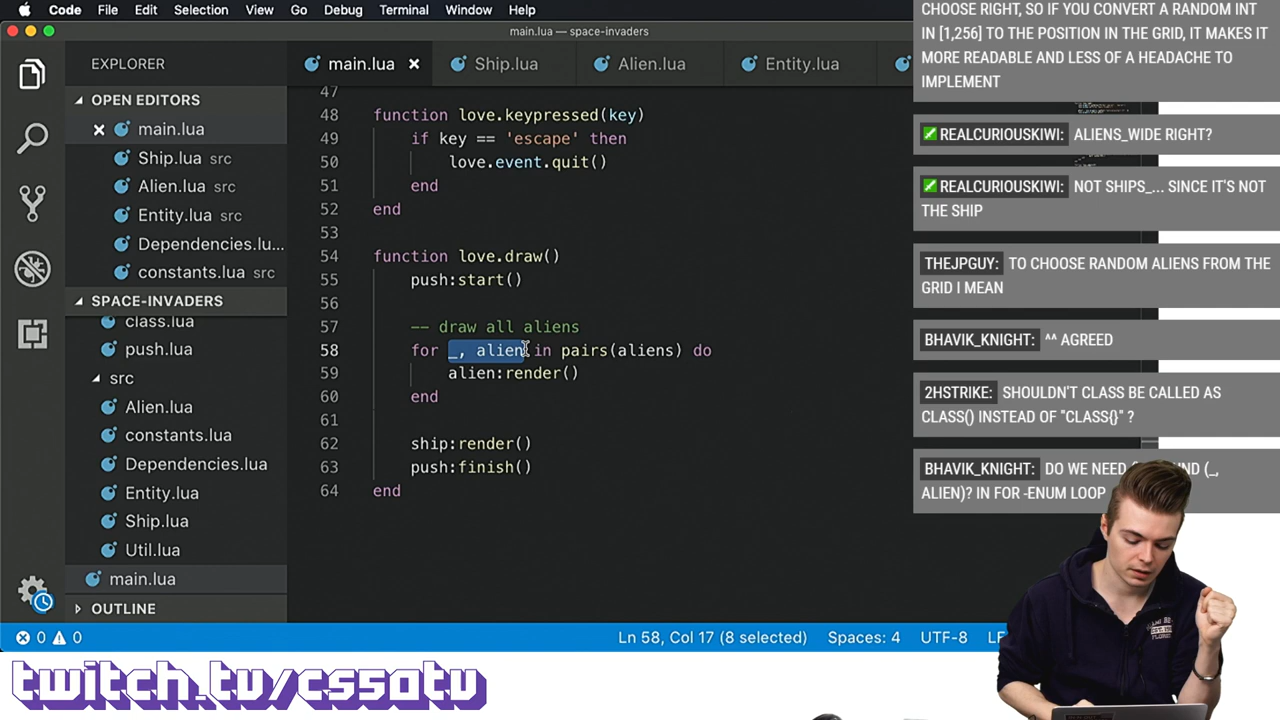 Code File Edit Selection View Go Debug Terminal Window Help
main.lua — space-invaders
EXPLORER
OPEN EDITORS
main.lua
Ship.lua src
Alien.lua src
Entity.lua src
Dependencies.lu...
constants.lua src
SPACE-INVADERS
class.lua
push.lua
src
Alien.lua
constants.lua
Dependencies.lua
Entity.lua
Ship.lua
Util.lua
main.lua
OUTLINE
main.lua Ship.lua Alien.lua Entity.lua
47
48 function love.keypressed(key)
49 if key == 'escape' then
50 love.event.quit()
51 end
52 end
53
54 function love.draw()
55 push:start()
56
57 -- draw all aliens
58 for _, alien in pairs(aliens) do
59 alien:render()
60 end
61
62 ship:render()
63 push:finish()
64 end
CHOOSE RIGHT, SO IF YOU CONVERT A RANDOM INT
IN [1,256] TO THE POSITION IN THE GRID, IT MAKES IT
MORE READABLE AND LESS OF A HEADACHE TO
IMPLEMENT
REALCURIOUSKIWI: ALIENS_WIDE RIGHT?
REALCURIOUSKIWI: NOT SHIPS_... SINCE IT'S NOT
THE SHIP
THEJPGUY: TO CHOOSE RANDOM ALIENS FROM THE
GRID I MEAN
BHAVIK_KNIGHT: ^^ AGREED
2HSTRIKE: SHOULDN'T CLASS BE CALLED AS
CLASS() INSTEAD OF "CLASS{}" ?
BHAVIK_KNIGHT: DO WE NEED (_,
ALIEN)? IN FOR -ENUM LOOP
0 0 Ln 58, Col 17 (8 selected) Spaces: 4 UTF-8
twitch.tv/cs50tv